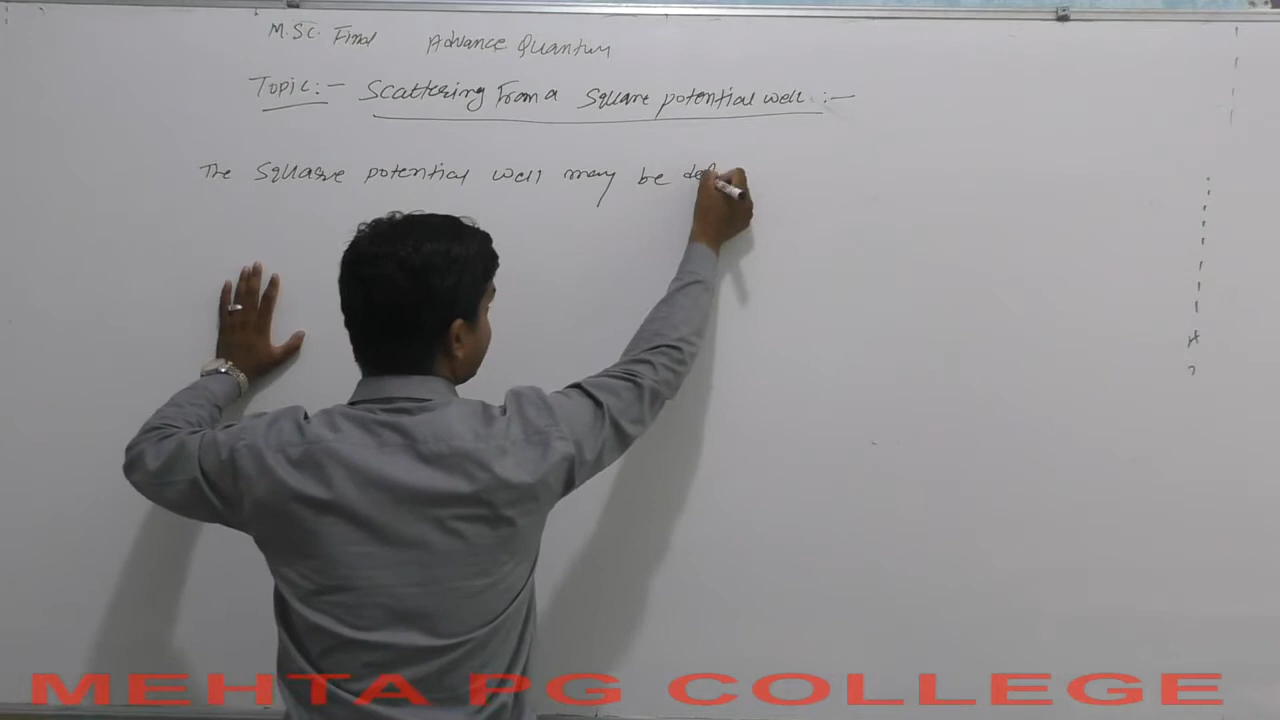 M.SC. Final Advance Quantum
Topic:- Scattering From a Square potential well :-
The Square potential well may be def
MEHTA PG COLLEGE